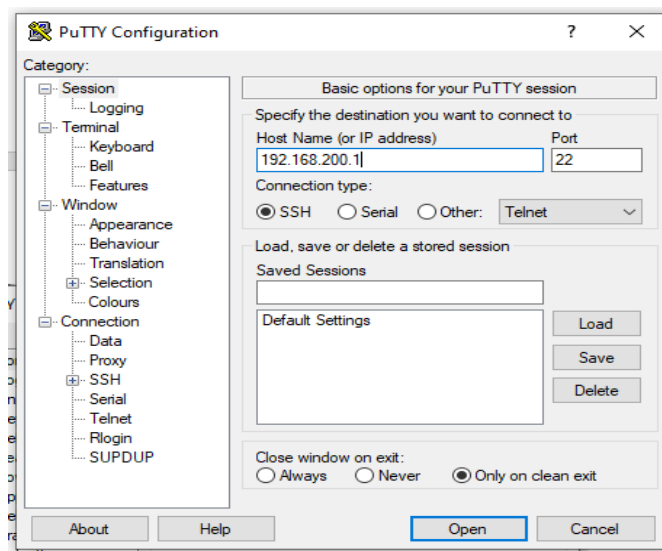 PuTTY Configuration
?
Category:
Session
Logging
Terminal
Keyboard
Bell
Features
Window
Appearance
Behaviour
Translation
Selection
Colours
Connection
Data
Proxy
SSH
Serial
Telnet
Rlogin
SUPDUP
Basic options for your PuTTY session
Specify the destination you want to connect to
Host Name (or IP address) Port
192.168.200.1 22
Connection type:
SSH Serial Other: Telnet
Load, save or delete a stored session
Saved Sessions
Default Settings
Load
Save
Delete
Close window on exit:
Always Never Only on clean exit
About Help Open Cancel